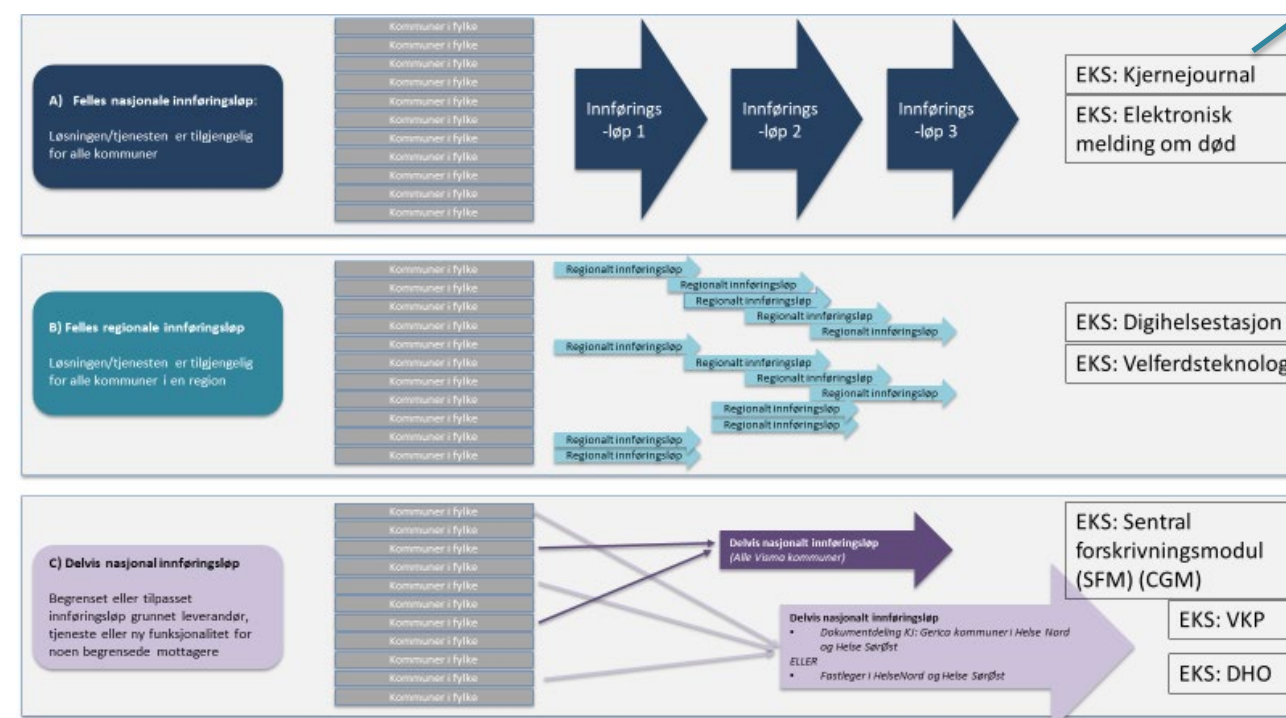 A) Felles nasjonale innføringsløp:
Løsningen/tjenesten er tilgjengelig
for alle kommuner
Kommuner i fylke
Kommuner i fylke
Kommuner i fylke
Kommuner i fylke
Kommuner i fylke
Kommuner i fylke
Kommuner i fylke
Kommuner i fylke
Kommuner i fylke
Kommuner i fylke
Kommuner i fylke
Innførings
-løp 1
Innførings
-løp 2
Innførings
-løp 3
EKS: Kjernejournal
EKS: Elektronisk
melding om død
B) Felles regionale innføringsløp
Løsningen/tjenesten er tilgjengelig
for alle kommuner i en region
Kommuner i fylke
Kommuner i fylke
Kommuner i fylke
Kommuner i fylke
Kommuner i fylke
Kommuner i fylke
Kommuner i fylke
Kommuner i fylke
Kommuner i fylke
Kommuner i fylke
Kommuner i fylke
Regionalt innføringsløp
Regionalt innføringsløp
Regionalt innføringsløp
Regionalt innføringsløp
Regionalt innføringsløp
Regionalt innføringsløp
Regionalt innføringsløp
Regionalt innføringsløp
Regionalt innføringsløp
Regionalt innføringsløp
Regionalt innføringsløp
Regionalt innføringsløp
Regionalt innføringsløp
EKS: Digihelsestasjon
EKS: Velferdsteknolog
C) Delvis nasjonal innføringsløp
Begrenset eller tilpasset
innføringsløp grunnet leverandør,
tjeneste eller ny funksjonalitet for
noen begrensede mottagere
Kommuner i fylke
Kommuner i fylke
Kommuner i fylke
Kommuner i fylke
Kommuner i fylke
Kommuner i fylke
Kommuner i fylke
Kommuner i fylke
Kommuner i fylke
Kommuner i fylke
Kommuner i fylke
Delvis nasjonalt innføringsløp
(Alle Visma kommuner)
Delvis nasjonalt innføringsløp
• Dokumentdeling KJ: Gerica kommuner i Helse Nord
og Helse SørØst
ELLER
• Fastleger i HelseNord og Helse SørØst
EKS: Sentral
forskrivningsmodul
(SFM) (CGM)
EKS: VKP
EKS: DHO